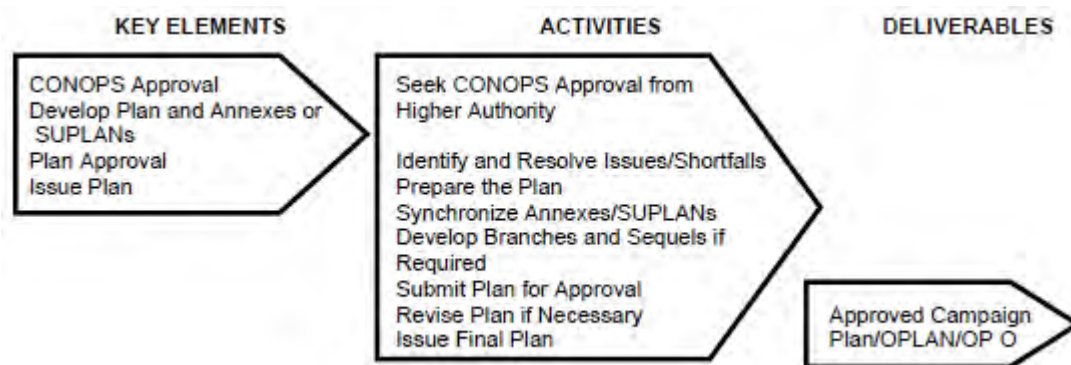 KEY ELEMENTS
ACTIVITIES
DELIVERABLES
CONOPS Approval
Develop Plan and Annexes or
SUPLANs
Plan Approval
Issue Plan
Seek CONOPS Approval from
Higher Authority
Identify and Resolve Issues/Shortfalls
Prepare the Plan
Synchronize Annexes/SUPLANs
Develop Branches and Sequels if
Required
Submit Plan for Approval
Revise Plan if Necessary
Issue Final Plan
Approved Campaign
Plan/OPLAN/OP O